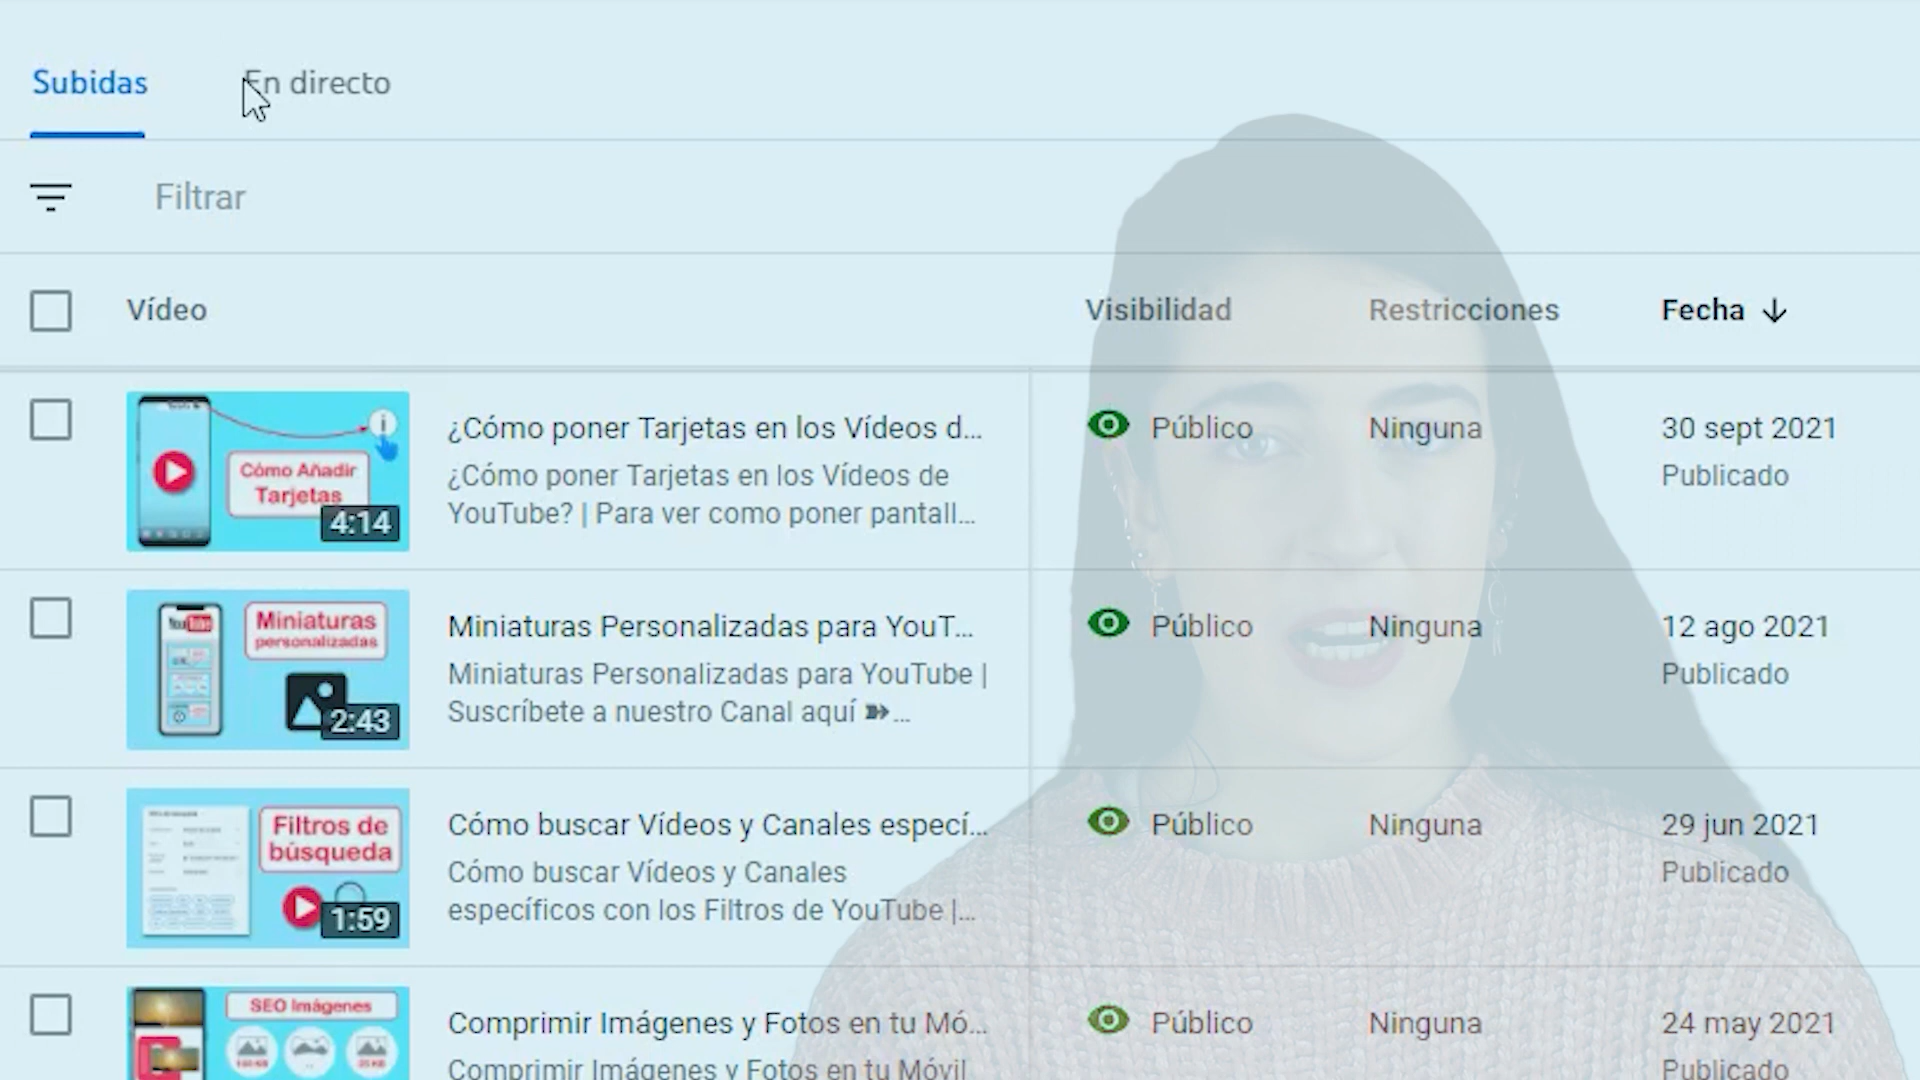 Subidas En directo
Filtrar
Vídeo Visibilidad Restricciones Fecha
Cómo Añadir
Tarjetas
4:14
¿Cómo poner Tarjetas en los Vídeos d...
¿Cómo poner Tarjetas en los Vídeos de
YouTube? | Para ver como poner pantall...
Público
Ninguna
30 sept 2021
Publicado
YouTube
Miniaturas
personalizadas
2:43
Miniaturas Personalizadas para YouT...
Miniaturas Personalizadas para YouTube |
Suscríbete a nuestro Canal aquí ➽...
Público
Ninguna
12 ago 2021
Publicado
Filtros de
búsqueda
1:59
Cómo buscar Vídeos y Canales especí...
Cómo buscar Vídeos y Canales
específicos con los Filtros de YouTube |...
Público
Ninguna
29 jun 2021
Publicado
SEO Imágenes
Comprimir Imágenes y Fotos en tu Mó...
Comprimir Imágenes y Fotos en tu Móvil
Público
Ninguna
24 may 2021
Publicado